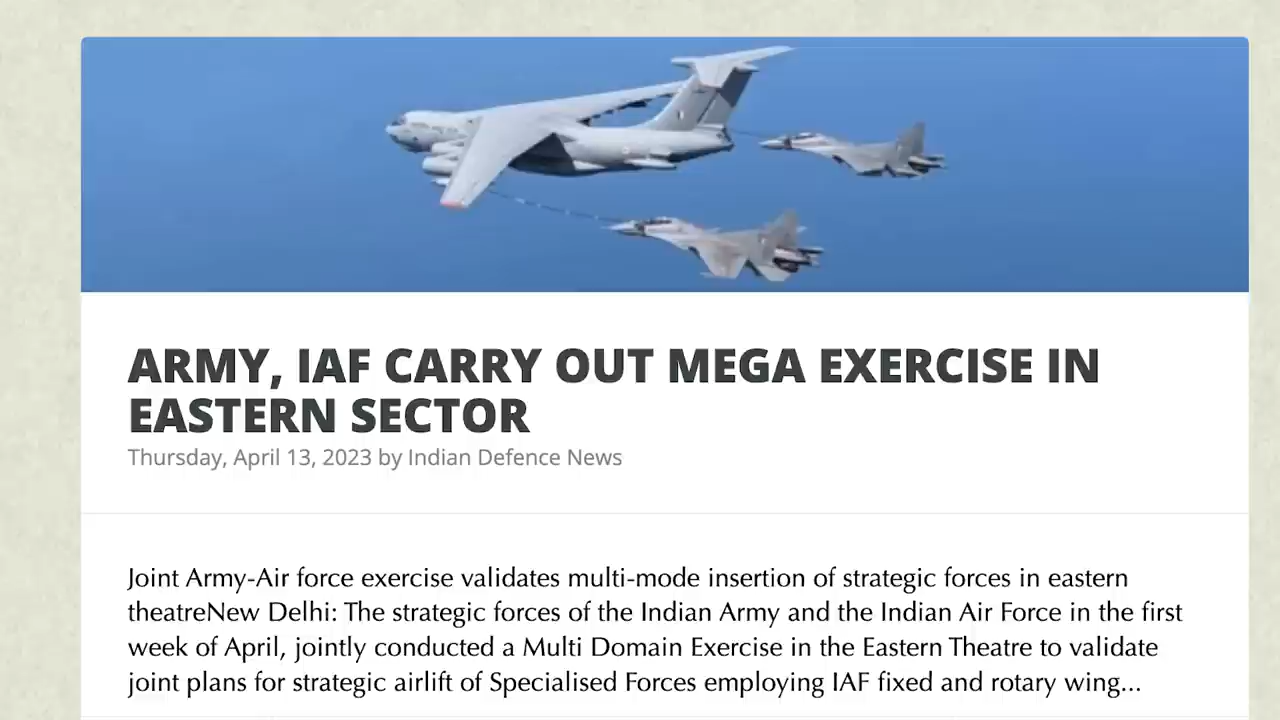 ARMY, IAF CARRY OUT MEGA EXERCISE IN
EASTERN SECTOR
Thursday, April 13, 2023 by Indian Defence News
Joint Army-Air force exercise validates multi-mode insertion of strategic forces in eastern
theatreNew Delhi: The strategic forces of the Indian Army and the Indian Air Force in the first
week of April, jointly conducted a Multi Domain Exercise in the Eastern Theatre to validate
joint plans for strategic airlift of Specialised Forces employing IAF fixed and rotary wing...